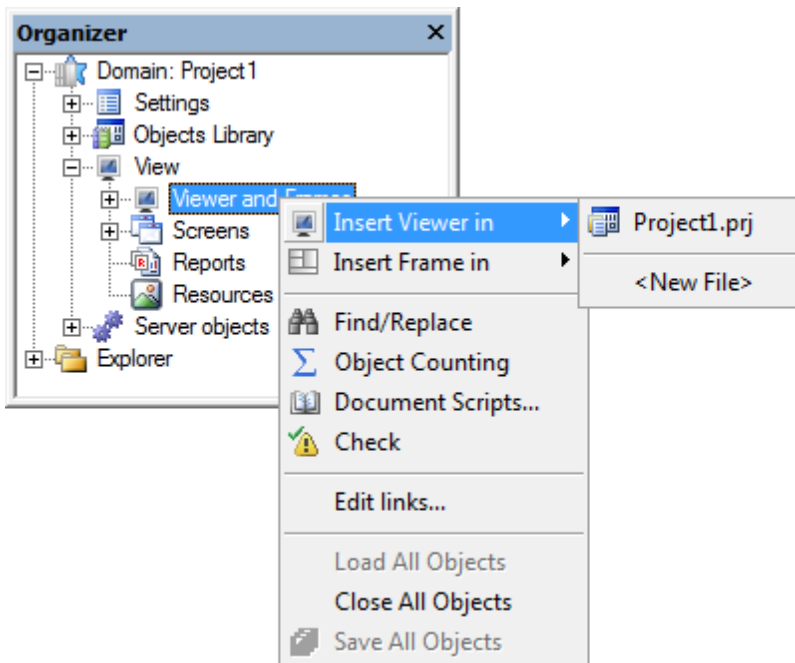 Organizer
Domain: Project1
Settings
Objects Library
View
Viewer and Frames
Screens
Reports
Resources
Server objects
Explorer
Insert Viewer in
Insert Frame in
Find/Replace
Object Counting
Document Scripts...
Check
Edit links...
Load All Objects
Close All Objects
Save All Objects
Project1.prj
<New File>